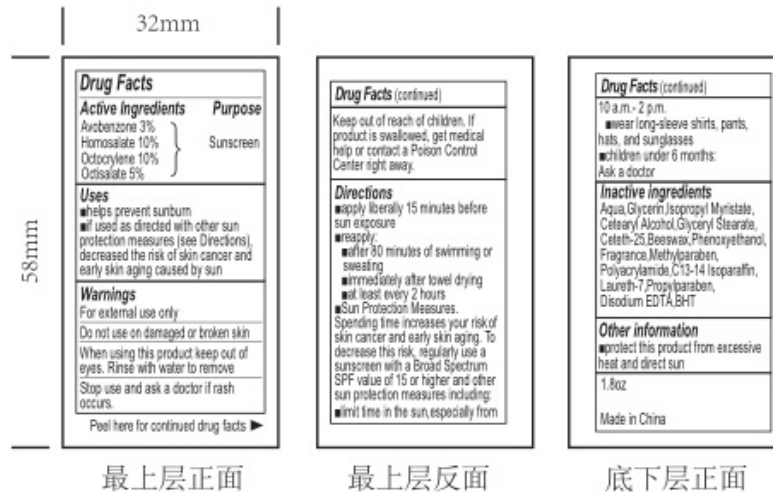 32mm
58mm
Drug Facts
Active Ingredients Purpose
Avobenzone 3%
Homosalate 10% Sunscreen
Octocrylene 10%
Octisalate 5%
Uses
■helps prevent sunburn
■if used as directed with other sun
protection measures (see Directions),
decreased the risk of skin cancer and
early skin aging caused by sun
Warnings
For external use only
Do not use on damaged or broken skin
When using this product keep out of
eyes. Rinse with water to remove
Stop use and ask a doctor if rash
occurs.
Peel here for continued drug facts ▶
最上层正面
Drug Facts (continued)
Keep out of reach of children. If
product is swallowed, get medical
help or contact a Poison Control
Center right away.
Directions
■apply liberally 15 minutes before
sun exposure
■reapply:
■after 80 minutes of swimming or
sweating
■immediately after towel drying
■at least every 2 hours
■Sun Protection Measures.
Spending time increases your risk of
skin cancer and early skin aging. To
decrease this risk, regularly use a
sunscreen with a Broad Spectrum
SPF value of 15 or higher and other
sun protection measures including:
■limit time in the sun,especially from
最上层反面
Drug Facts (continued)
10 a.m.- 2 p.m.
■wear long-sleeve shirts, pants,
hats, and sunglasses
■children under 6 months:
Ask a doctor
Inactive ingredients
Aqua,Glycerin,Isopropyl Myristate,
Cetearyl Alcohol,Glyceryl Stearate,
Ceteth-25,Beeswax,Phenoxyethanol,
Fragrance,Methylparaben,
Polyacrylamide,C13-14 Isoparaffin,
Laureth-7,Propylparaben,
Disodium EDTA,BHT
Other information
■protect this product from excessive
heat and direct sun
1.8oz
Made in China
底下层正面